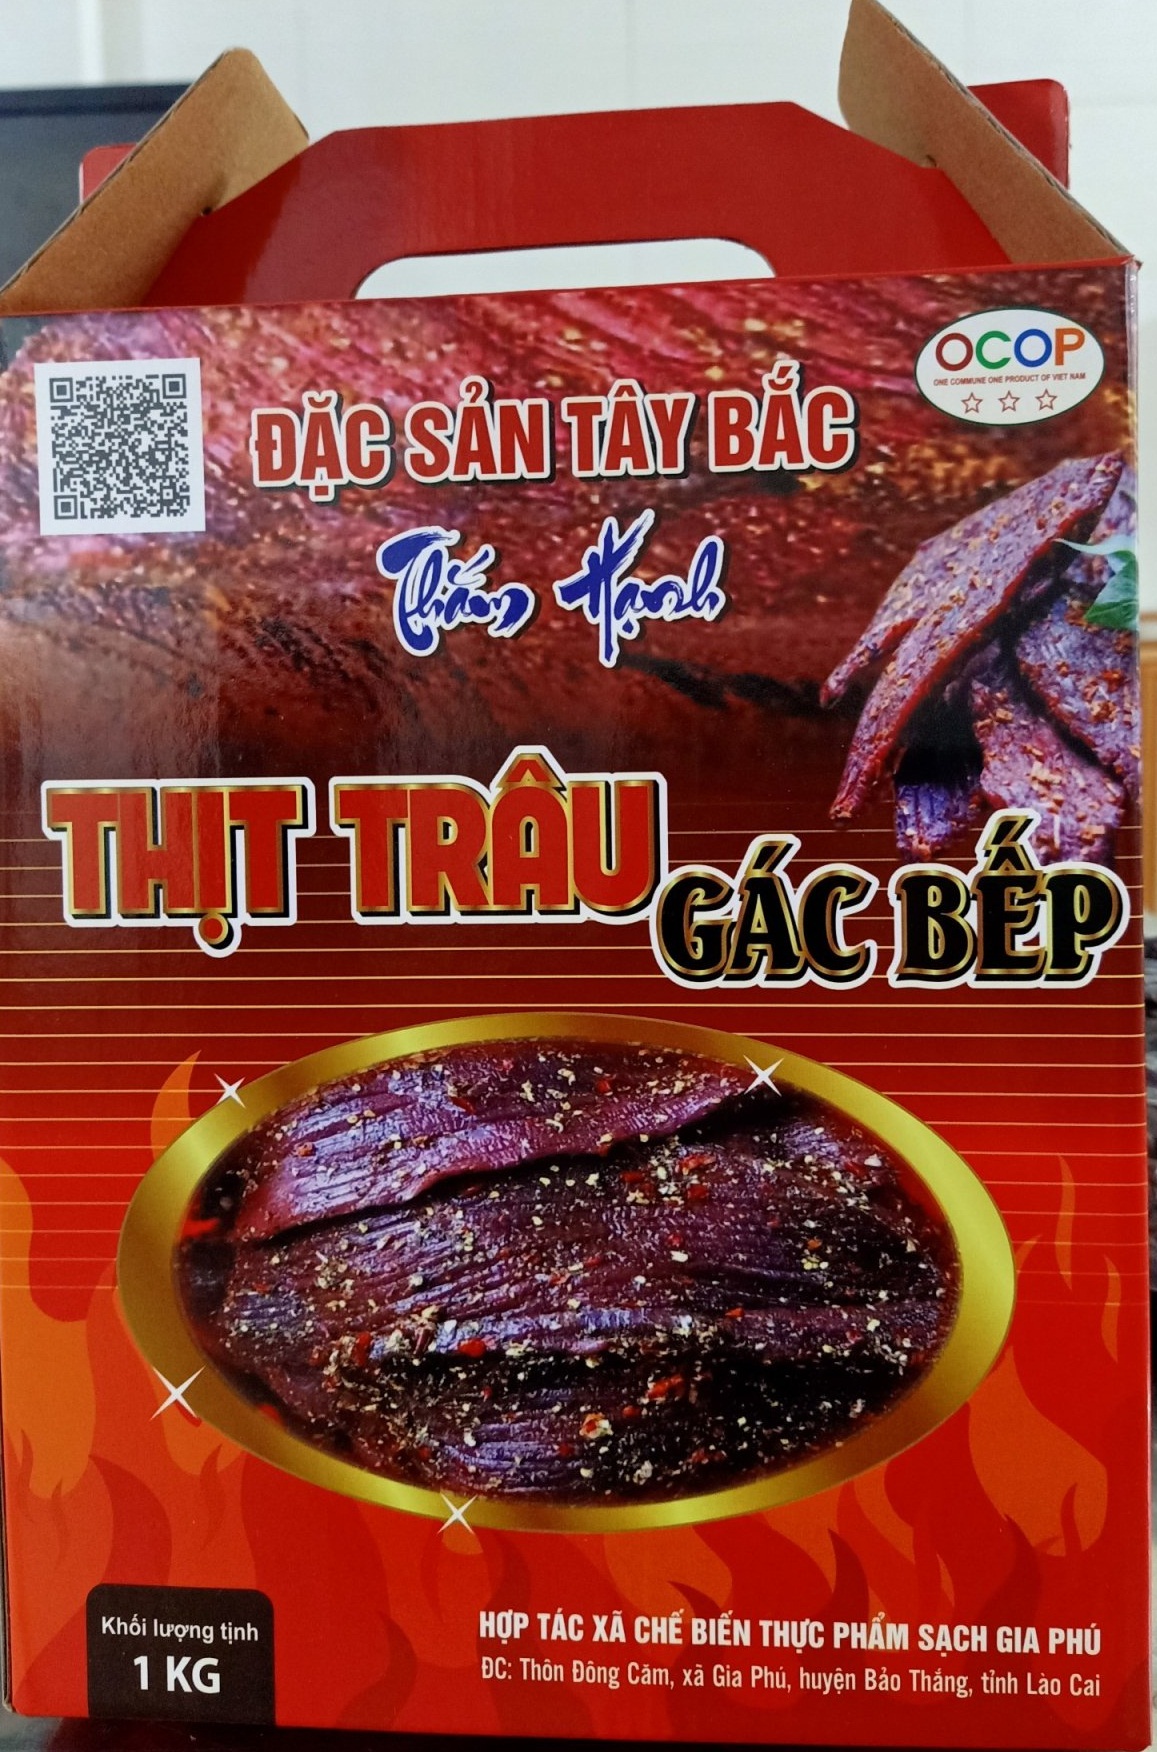 OCOP
ONE COMMUNE ONE PRODUCT OF VIET NAM
ĐẶC SẢN TÂY BẮC
Thắm Hạnh
THỊT TRÂU
GÁC BẾP
Khối lượng tịnh
1 KG
HỢP TÁC XÃ CHẾ BIẾN THỰC PHẨM SẠCH GIA PHÚ
ĐC: Thôn Đông Căm, xã Gia Phú, huyện Bảo Thắng, tỉnh Lào Cai